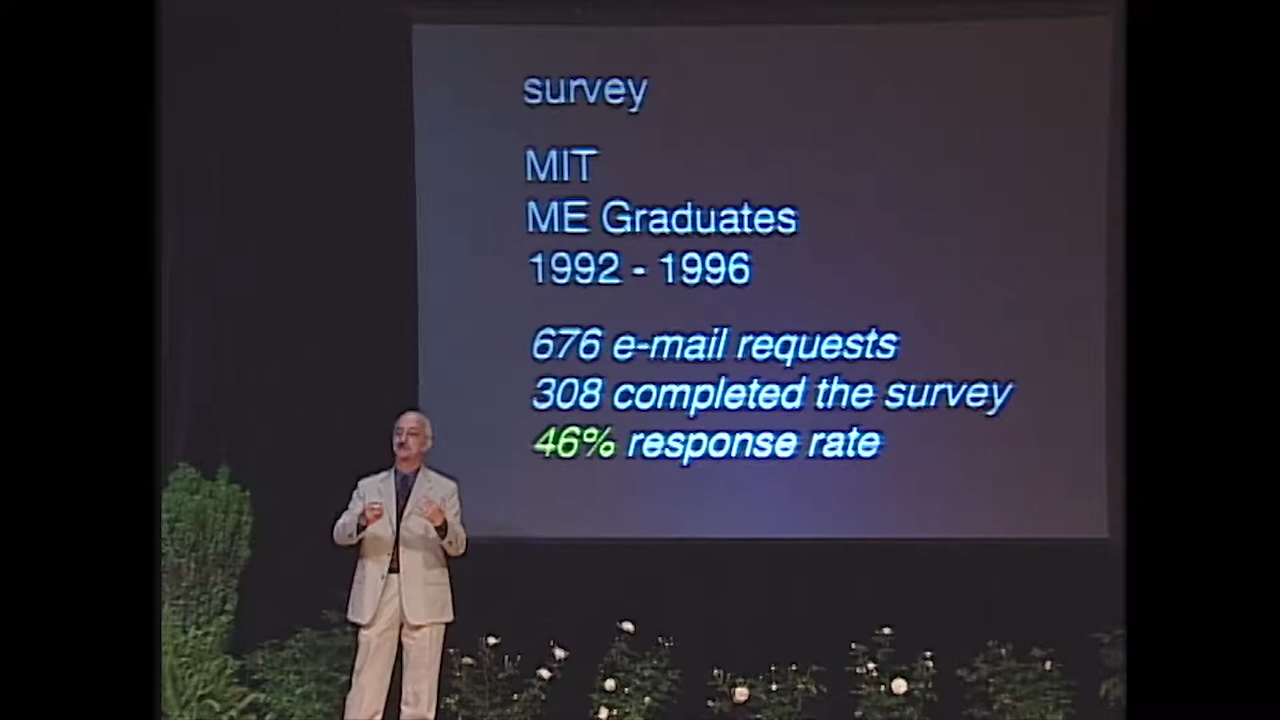 survey
MIT
ME Graduates
1992 - 1996
676 e-mail requests
308 completed the survey
46% response rate